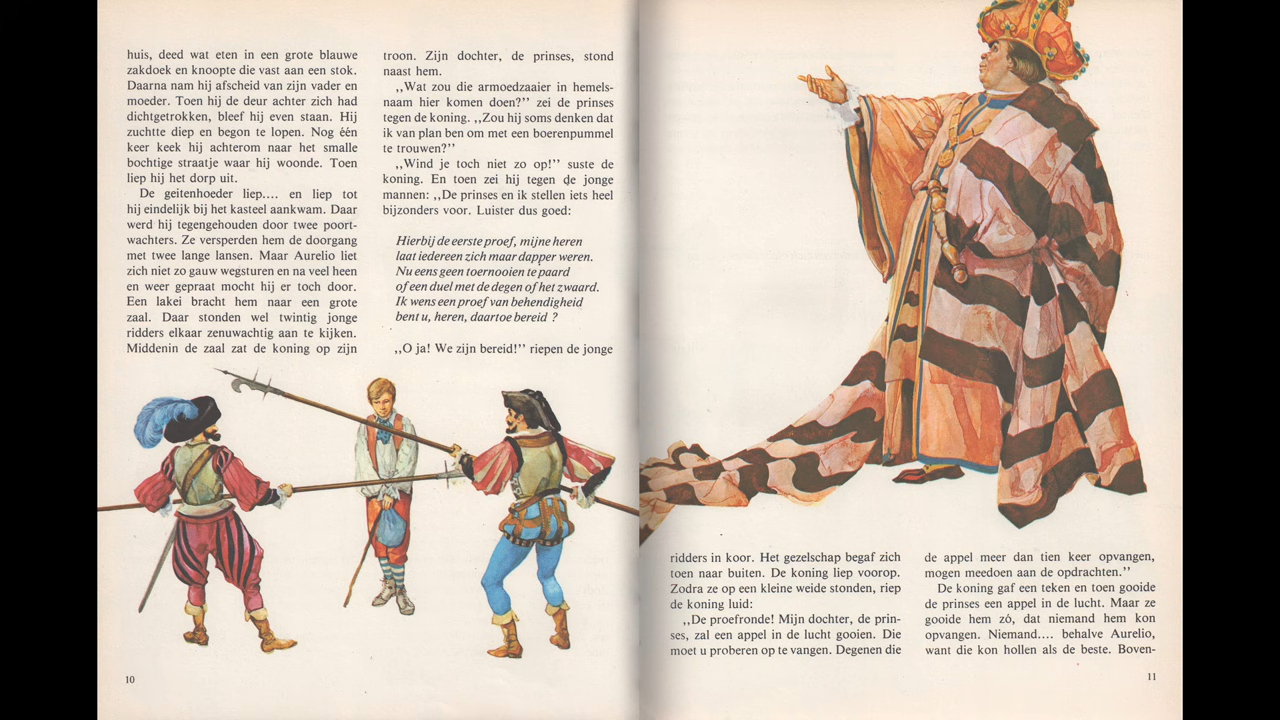 huis, deed wat eten in een grote blauwe
zakdoek en knoopte die vast aan een stok.
Daarna nam hij afscheid van zijn vader en
moeder. Toen hij de deur achter zich had
dichtgetrokken, bleef hij even staan. Hij
zuchtte diep en begon te lopen. Nog één
keer keek hij achterom naar het smalle
bochtige straatje waar hij woonde. Toen
liep hij het dorp uit.
De geitenhoeder liep.... en liep tot
hij eindelijk bij het kasteel aankwam. Daar
werd hij tegengehouden door twee poort-
wachters. Ze versperden hem de doorgang
met twee lange lansen. Maar Aurelio liet
zich niet zo gauw wegsturen en na veel heen
en weer gepraat mocht hij er toch door.
Een lakei bracht hem naar een grote
zaal. Daar stonden wel twintig jonge
ridders elkaar zenuwachtig aan te kijken.
Middenin de zaal zat de koning op zijn
troon. Zijn dochter, de prinses, stond
naast hem.
,,Wat zou die armoedzaaier in hemels-
naam hier komen doen?'' zei de prinses
tegen de koning. ,,Zou hij soms denken dat
ik van plan ben om met een boerenpummel
te trouwen?''
,,Wind je toch niet zo op!'' suste de
koning. En toen zei hij tegen de jonge
mannen: ,,De prinses en ik stellen iets heel
bijzonders voor. Luister dus goed:
Hierbij de eerste proef, mijne heren
laat iedereen zich maar dapper weren.
Nu eens geen toernooien te paard
of een duel met de degen of het zwaard.
Ik wens een proef van behendigheid
bent u, heren, daartoe bereid ?
,,O ja! We zijn bereid!'' riepen de jonge
10
ridders in koor. Het gezelschap begaf zich
toen naar buiten. De koning liep voorop.
Zodra ze op een kleine weide stonden, riep
de koning luid:
,,De proefronde! Mijn dochter, de prin-
ses, zal een appel in de lucht gooien. Die
moet u proberen op te vangen. Degenen die
de appel meer dan tien keer opvangen,
mogen meedoen aan de opdrachten.''
De koning gaf een teken en toen gooide
de prinses een appel in de lucht. Maar ze
gooide hem zó, dat niemand hem kon
opvangen. Niemand.... behalve Aurelio,
want die kon hollen als de beste. Boven-
11